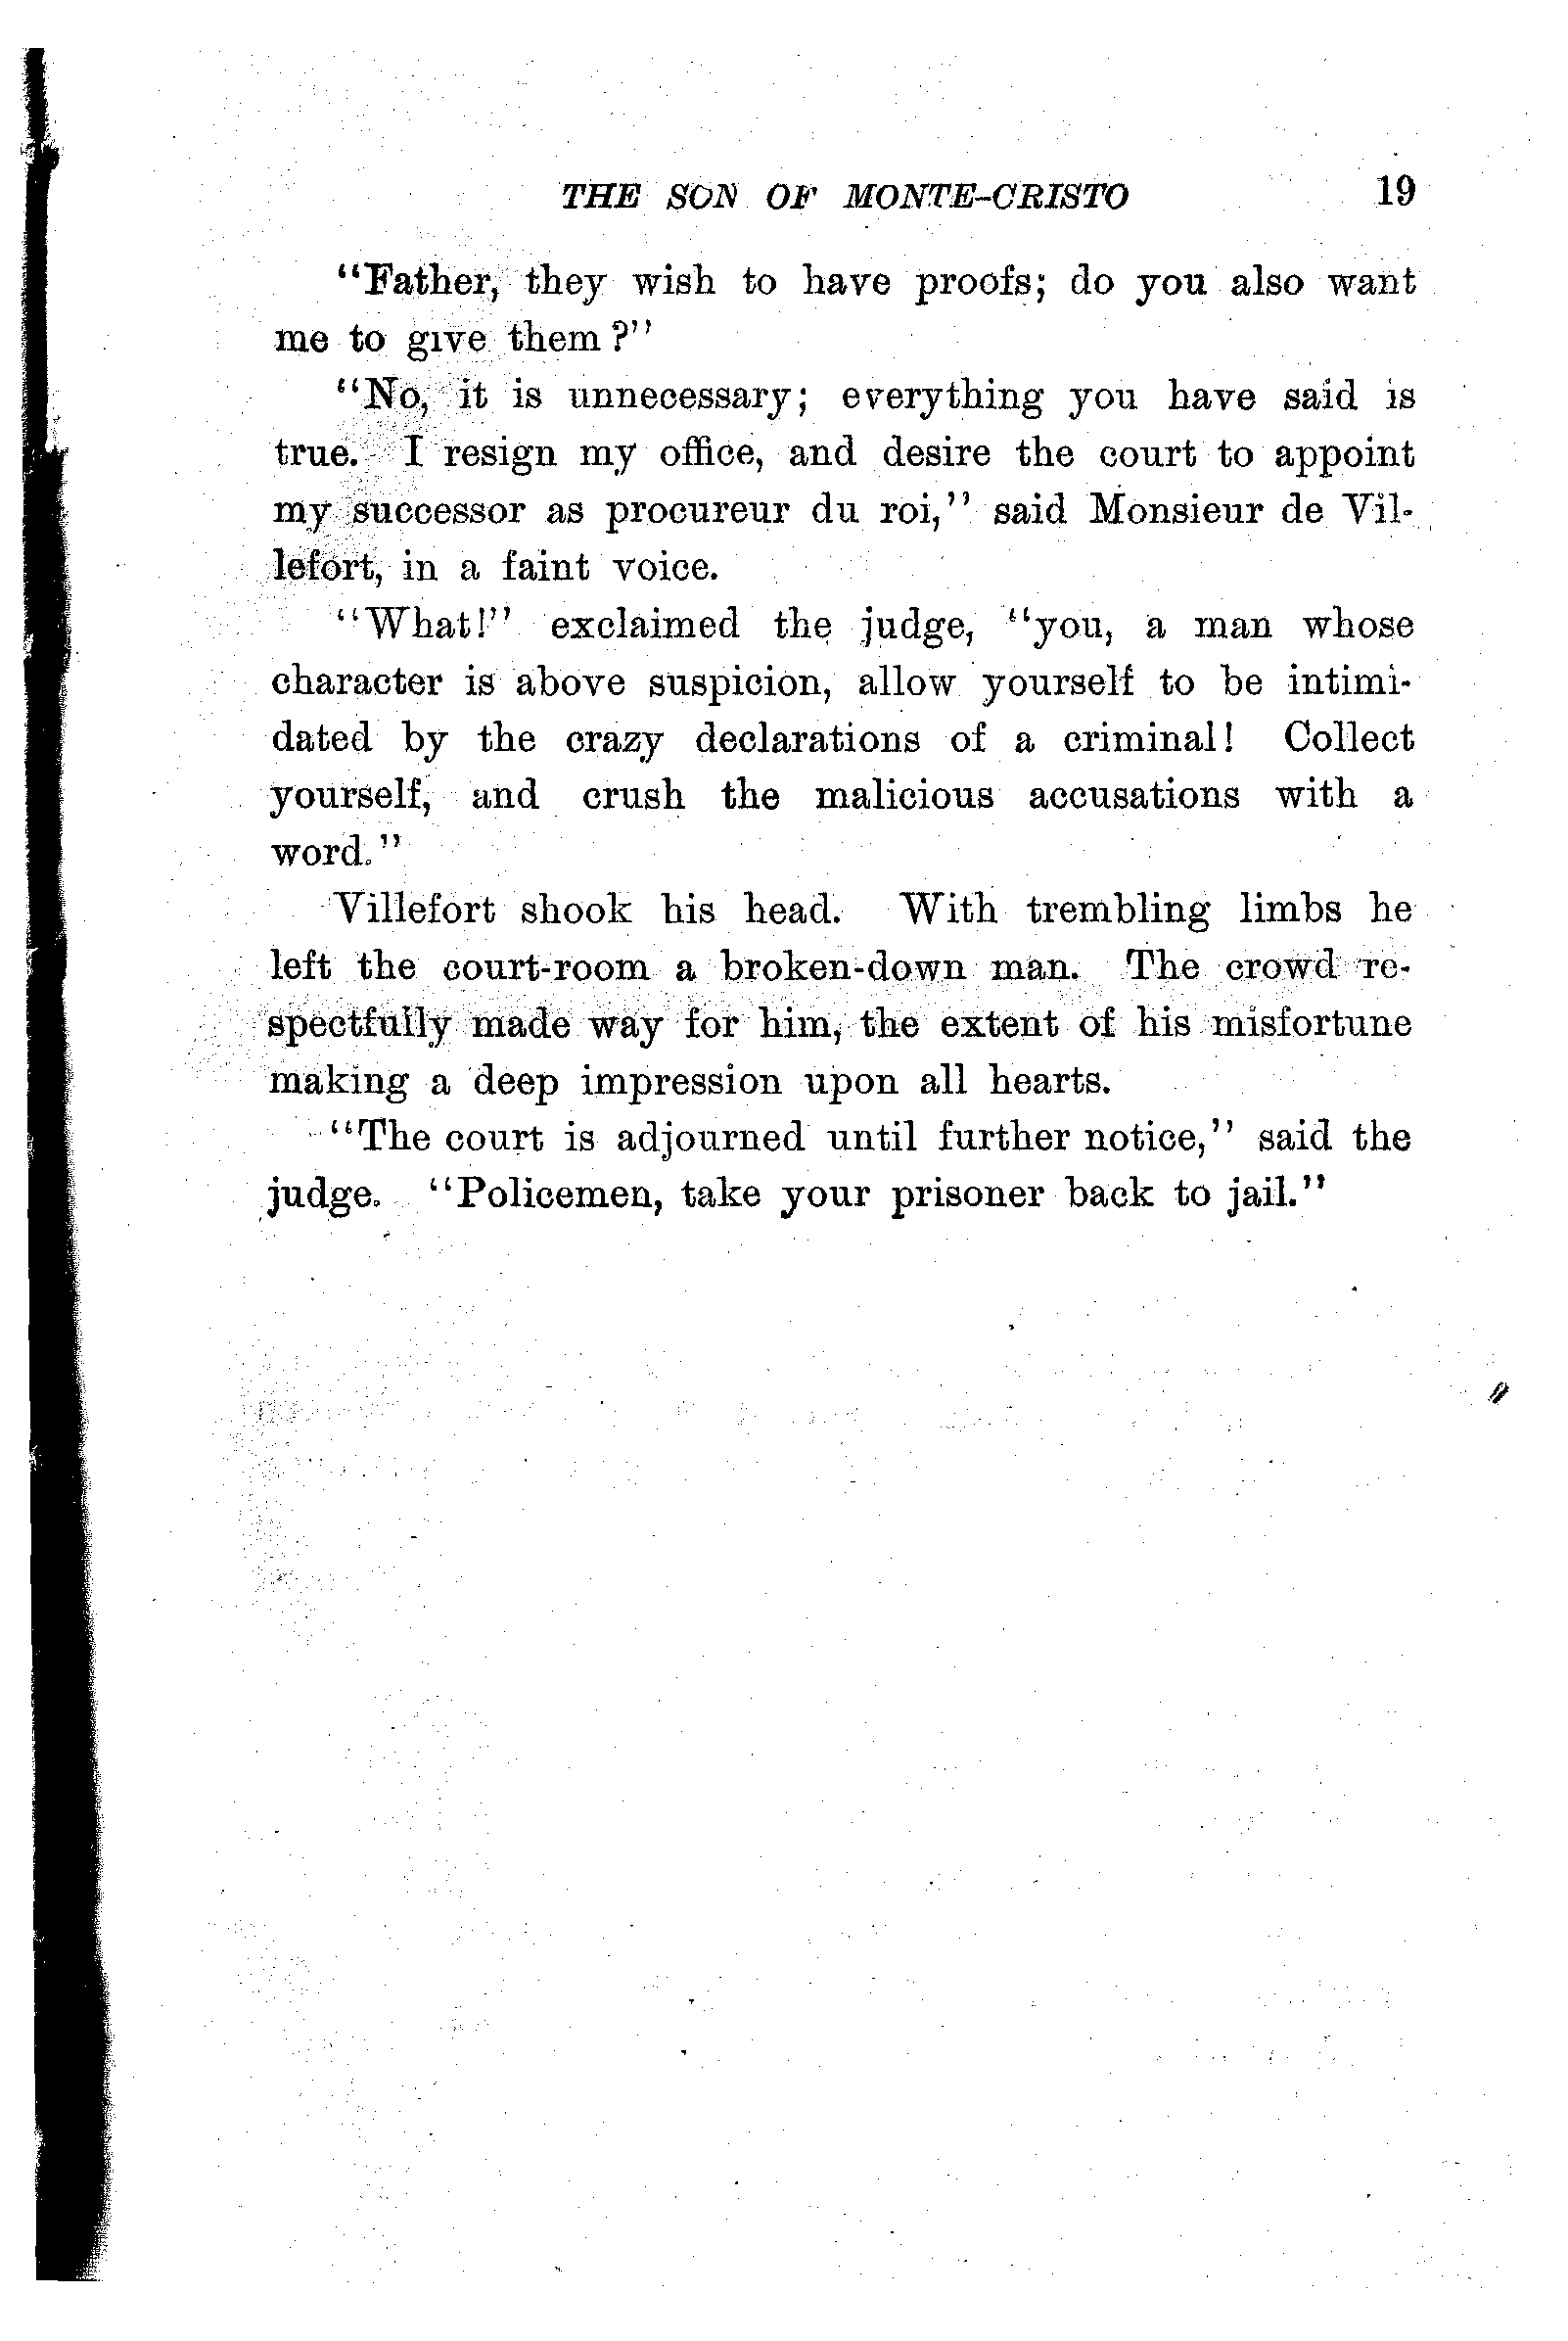 THE SON OF MONTE-CRISTO 19
"Father, they wish to have proofs; do you also want
me to give them?"
"No, it is unnecessary; everything you have said is
true. I resign my office, and desire the court to appoint
my successor as procureur du roi," said Monsieur de Vil-
lefort, in a faint voice.
"What!" exclaimed the judge, "you, a man whose
character is above suspicion, allow yourself to be intimi-
dated by the crazy declarations of a criminal! Collect
yourself, and crush the malicious accusations with a
word."
Villefort shook his head. With trembling limbs he
left the court-room a broken-down man. The crowd re-
spectfully made way for him, the extent of his misfortune
making a deep impression upon all hearts.
"The court is adjourned until further notice," said the
judge. "Policemen, take your prisoner back to jail."